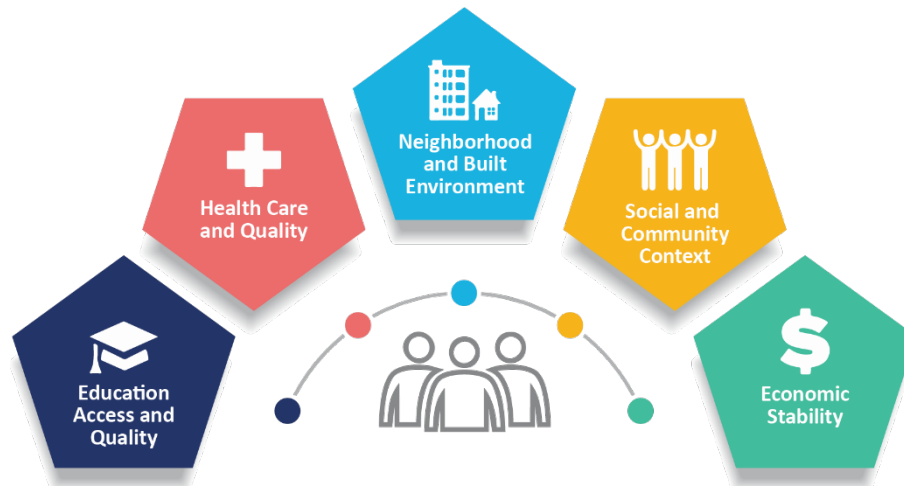 Neighborhood
and Built
Environment
Health Care
and Quality
Social and
Community
Context
Education
Access and
Quality
$
Economic
Stability